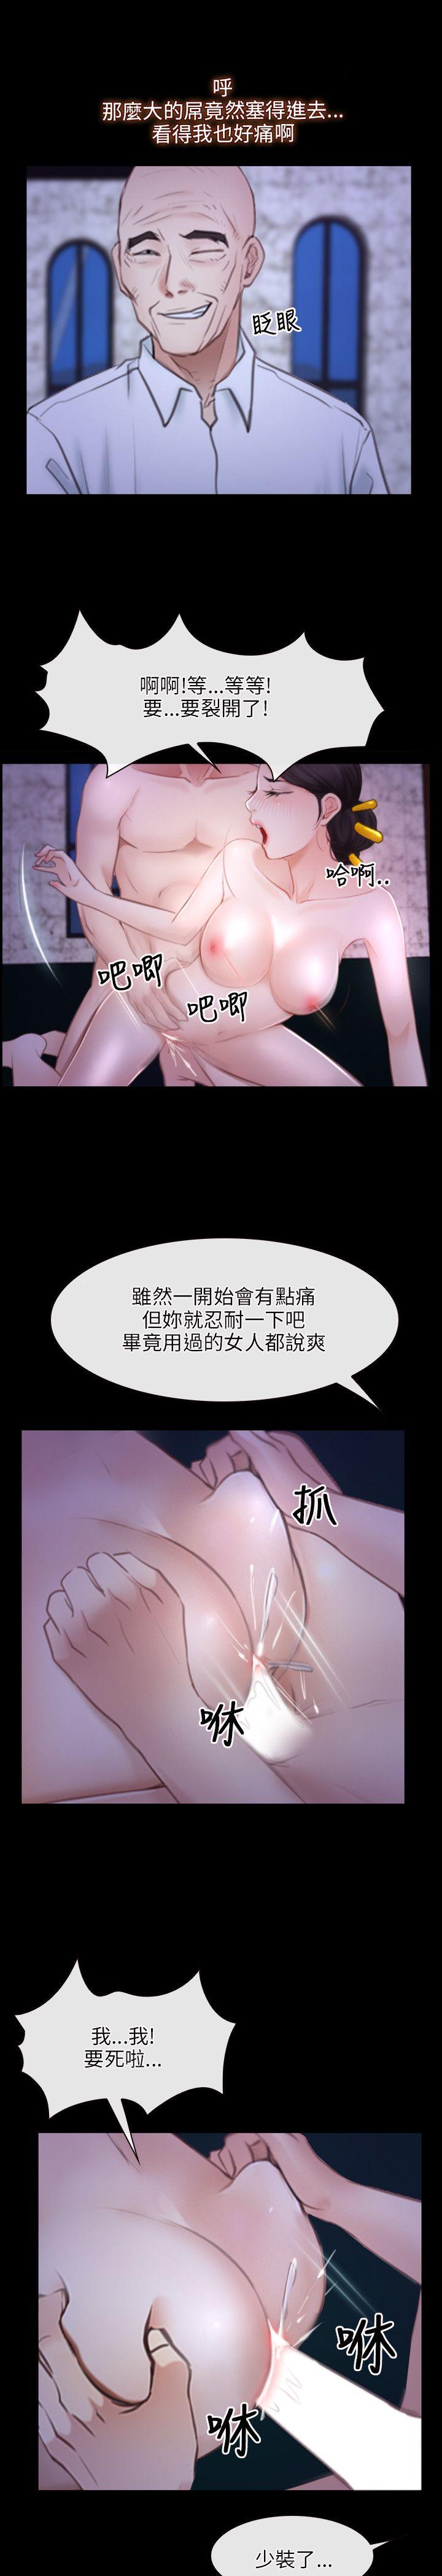 呼
那麼大的屌竟然塞得進去...
看得我也好痛啊
眨眼
啊啊!等...等等!
要...要裂開了!
哈啊..
吧唧
吧唧
雖然一開始會有點痛
但妳就忍耐一下吧
畢竟用過的女人都說爽
抓
咻
我...我!
要死啦...
咻
咻
少裝了...